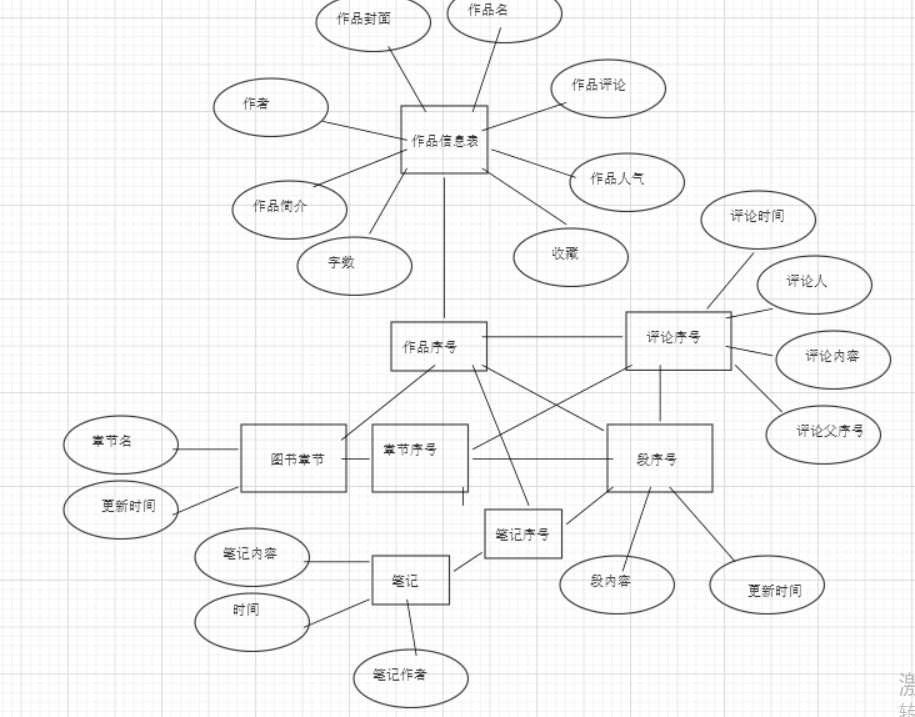 作品封面
作品名
作者
作品评论
作品信息表
作品简介
作品人气
字数
收藏
评论时间
评论人
作品序号
评论序号
评论内容
评论父序号
章节名
图书章节
章节序号
段序号
更新时间
笔记序号
笔记内容
笔记
段内容
更新时间
时间
笔记作者